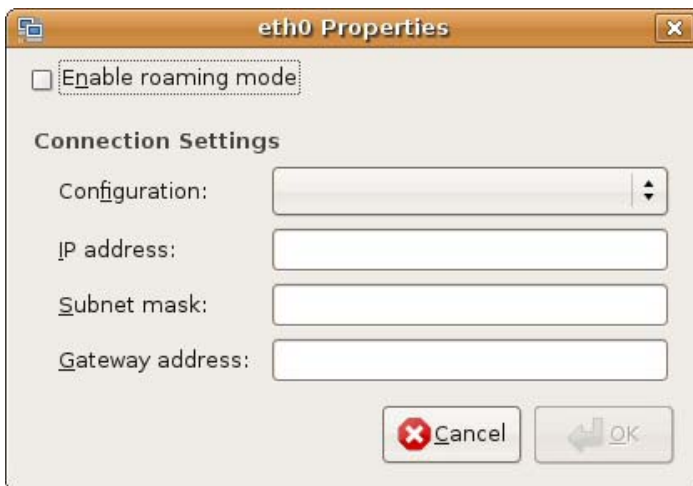 eth0 Properties
Enable roaming mode
Connection Settings
Configuration:
IP address:
Subnet mask:
Gateway address:
Cancel OK